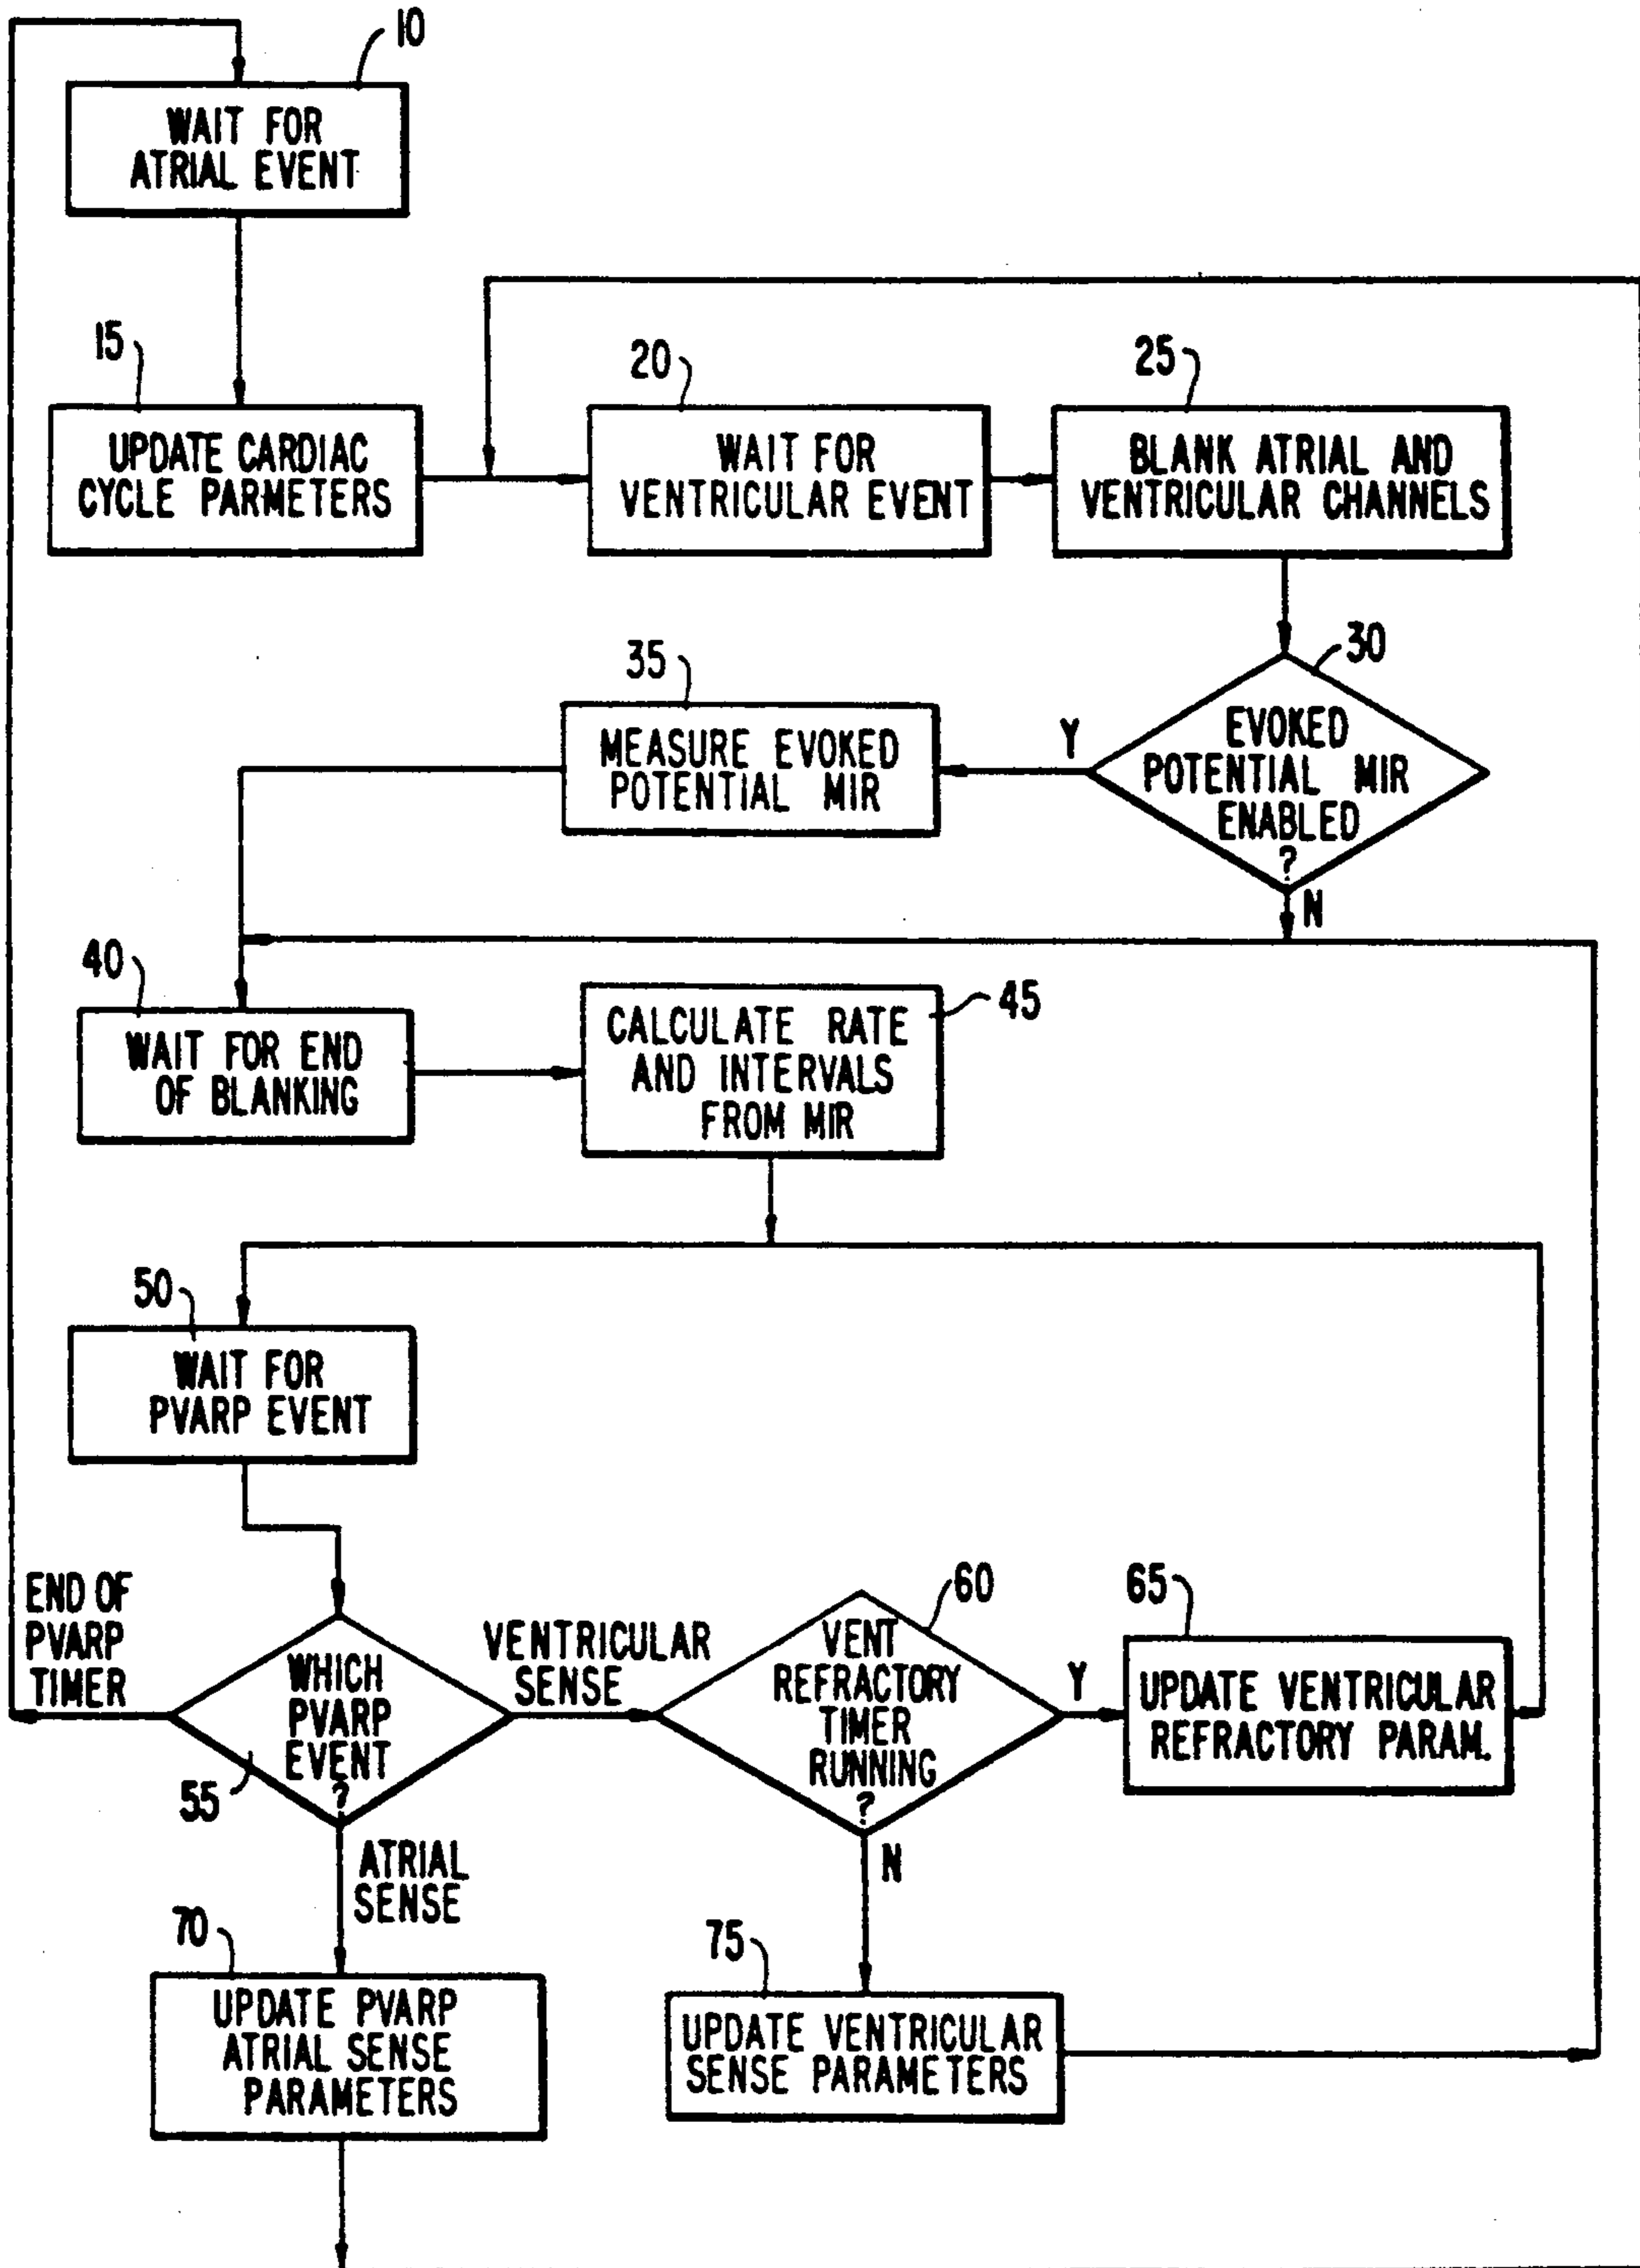 10
WAIT FOR
ATRIAL EVENT
15
UPDATE CARDIAC
CYCLE PARMETERS
20
WAIT FOR
VENTRICULAR EVENT
25
BLANK ATRIAL AND
VENTRICULAR CHANNELS
30
EVOKED
POTENTIAL MIR
ENABLED
?
Y
N
35
MEASURE EVOKED
POTENTIAL MIR
40
WAIT FOR END
OF BLANKING
45
CALCULATE RATE
AND INTERVALS
FROM MIR
50
WAIT FOR
PVARP EVENT
END OF
PVARP
TIMER
WHICH
PVARP
EVENT
?
55
VENTRICULAR
SENSE
60
VENT
REFRACTORY
TIMER
RUNNING
?
Y
65
UPDATE VENTRICULAR
REFRACTORY PARAM.
N
ATRIAL
SENSE
70
UPDATE PVARP
ATRIAL SENSE
PARAMETERS
75
UPDATE VENTRICULAR
SENSE PARAMETERS